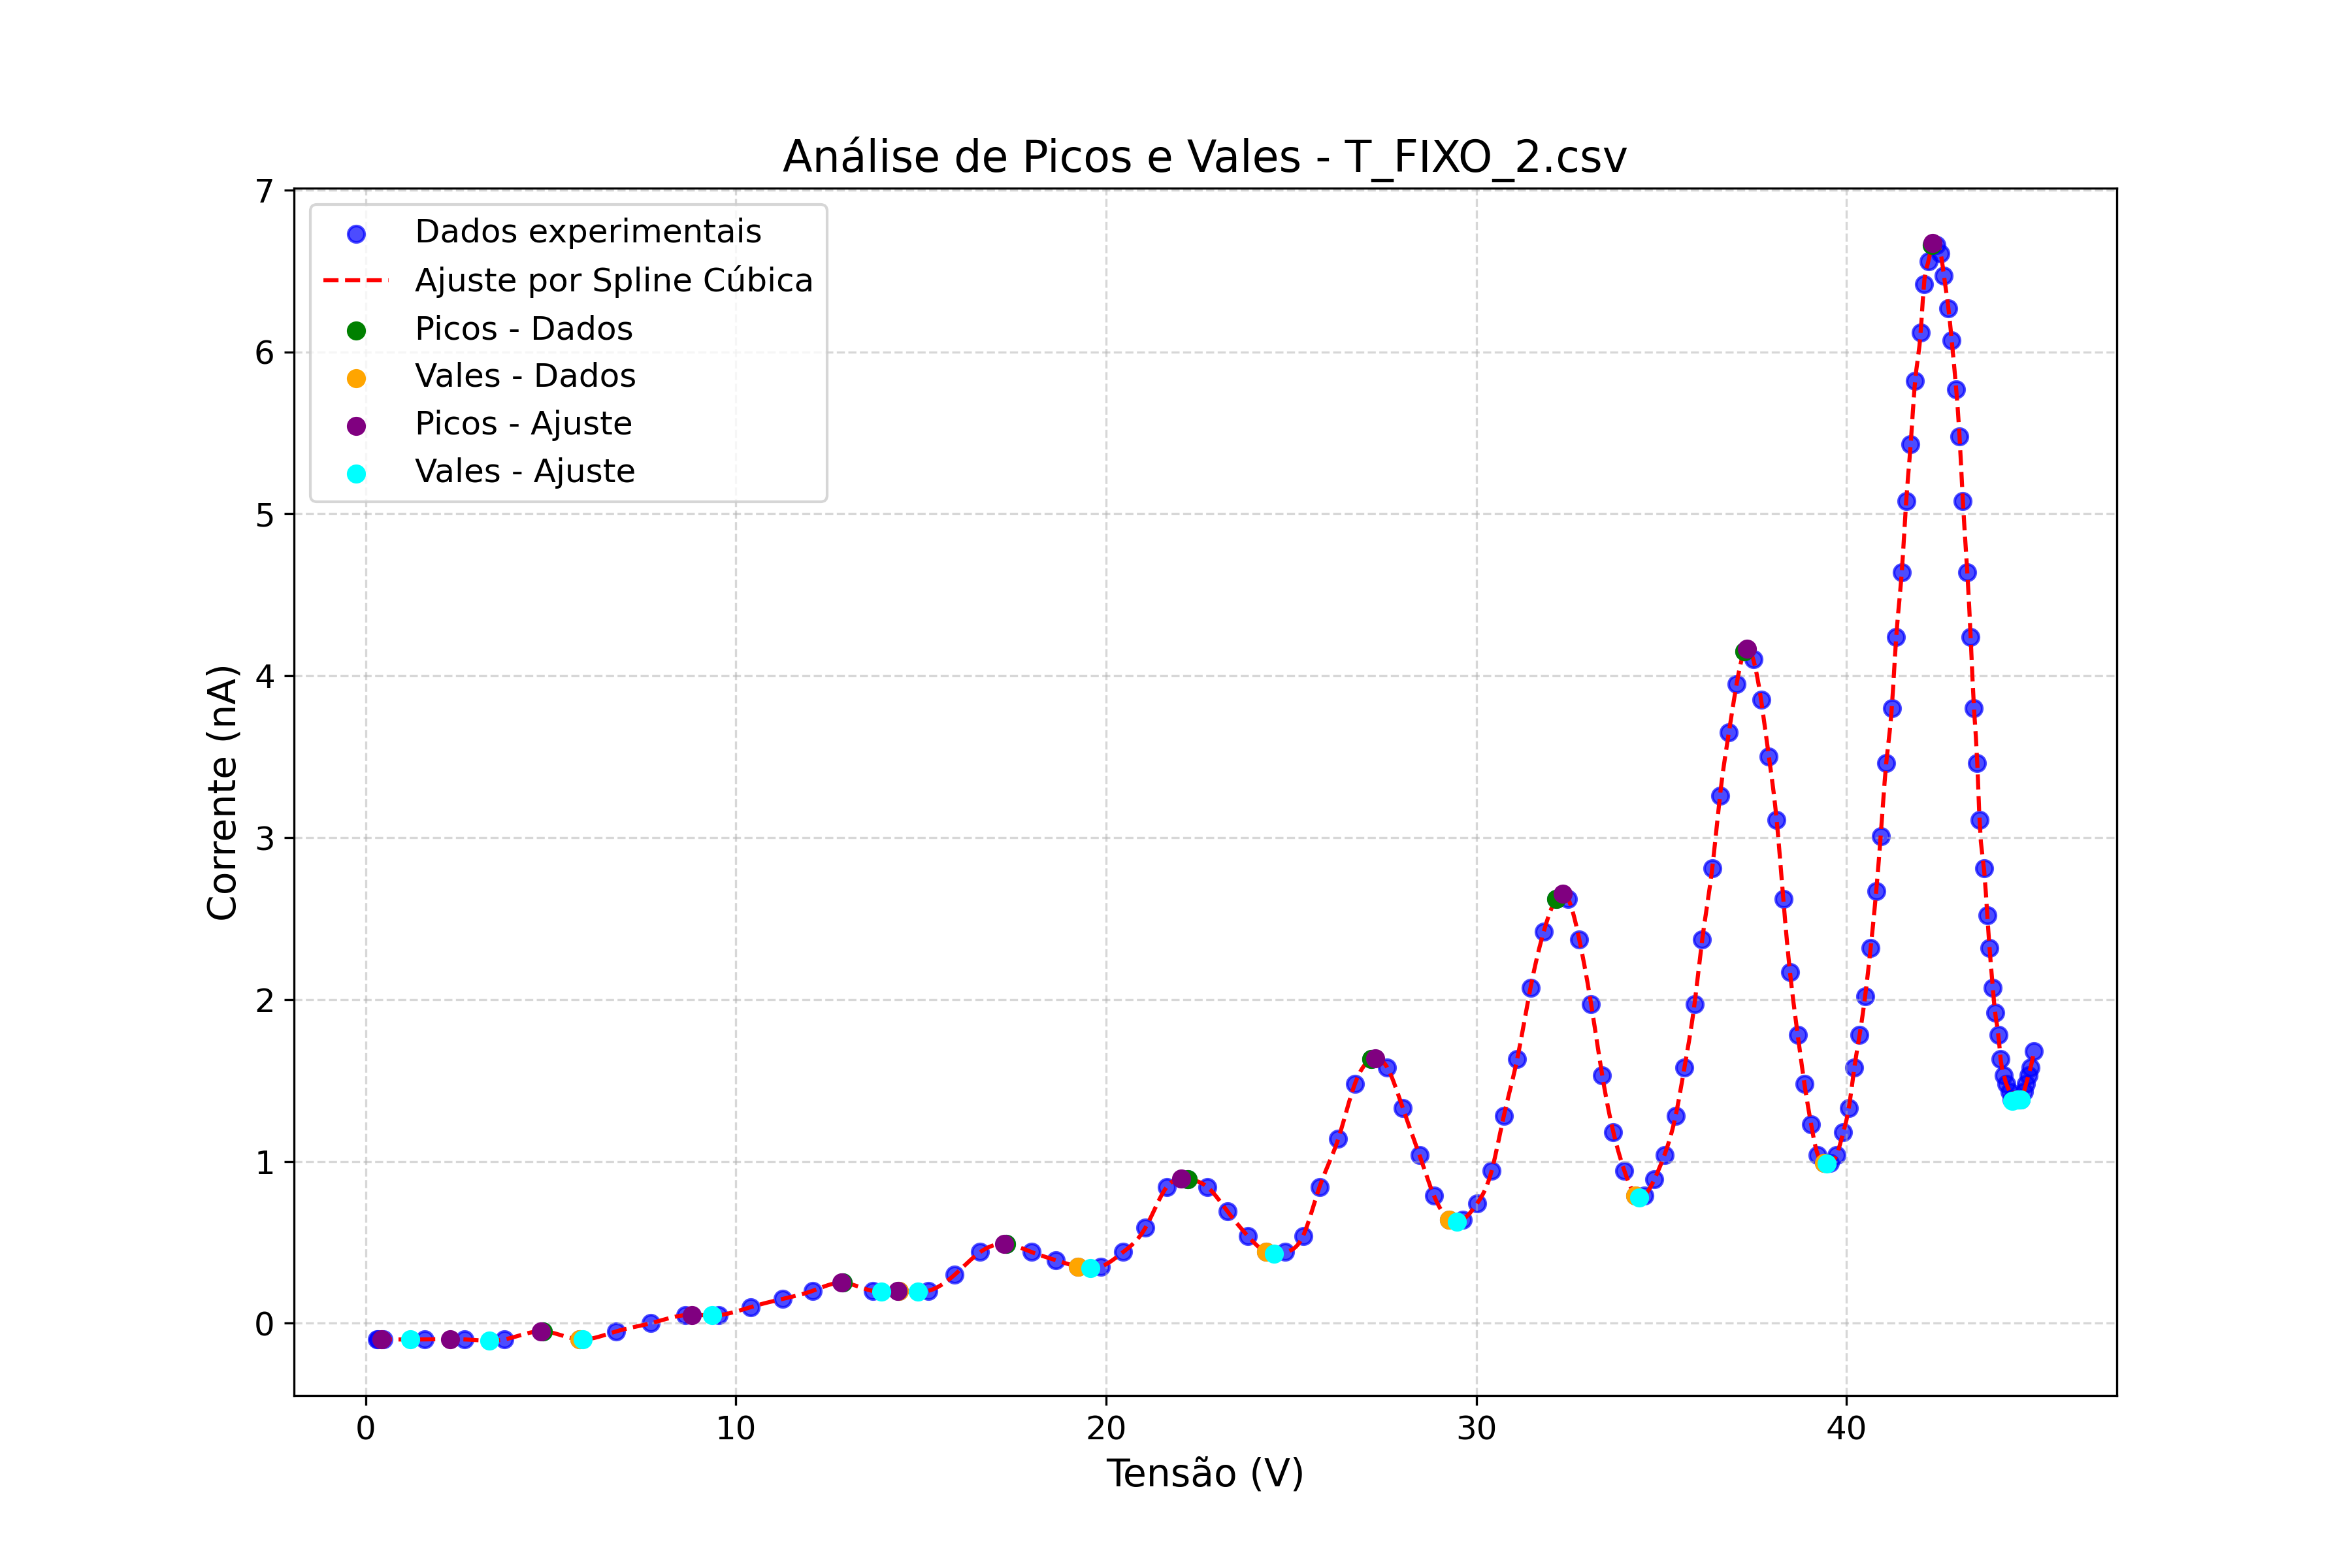 Análise de Picos e Vales - T_FIXO_2.csv
7
6
5
4
3
2
1
0
Corrente (nA)
Dados experimentais
Ajuste por Spline Cúbica
Picos - Dados
Vales - Dados
Picos - Ajuste
Vales - Ajuste
0 10 20 30 40
Tensão (V)